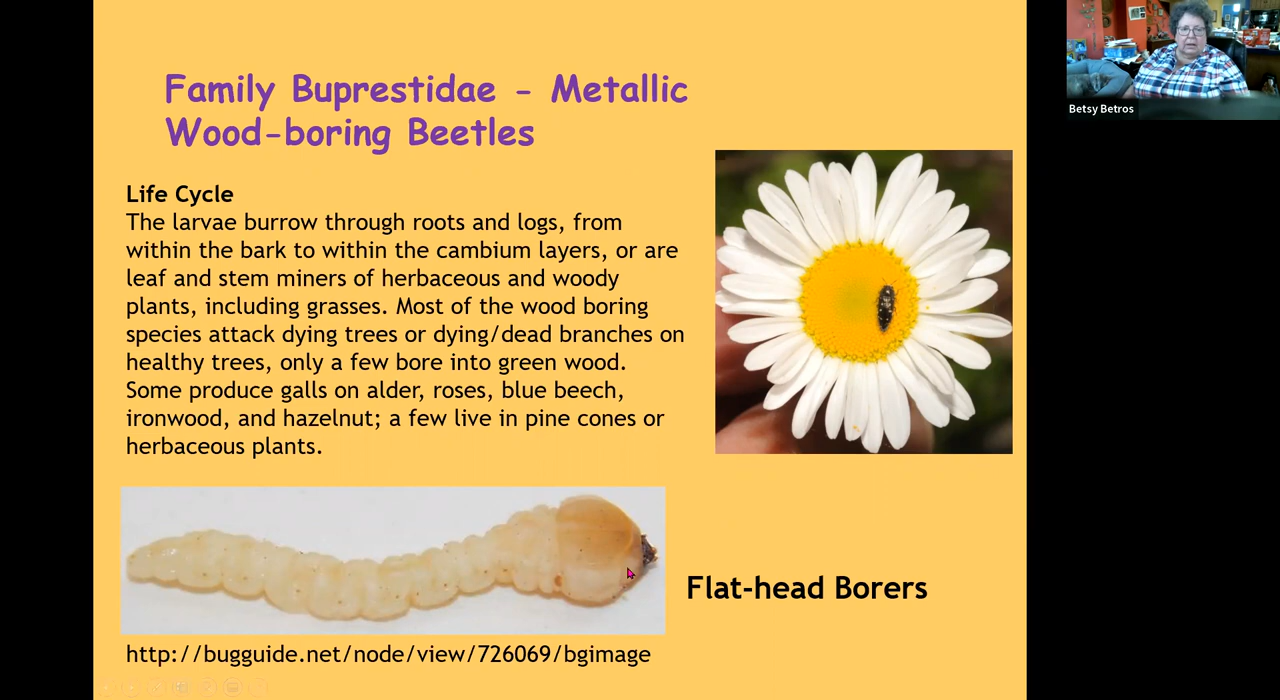 Family Buprestidae - Metallic
Wood-boring Beetles
Life Cycle
The larvae burrow through roots and logs, from
within the bark to within the cambium layers, or are
leaf and stem miners of herbaceous and woody
plants, including grasses. Most of the wood boring
species attack dying trees or dying/dead branches on
healthy trees, only a few bore into green wood.
Some produce galls on alder, roses, blue beech,
ironwood, and hazelnut; a few live in pine cones or
herbaceous plants.
Flat-head Borers
http://bugguide.net/node/view/726069/bgimage
Betsy Betros